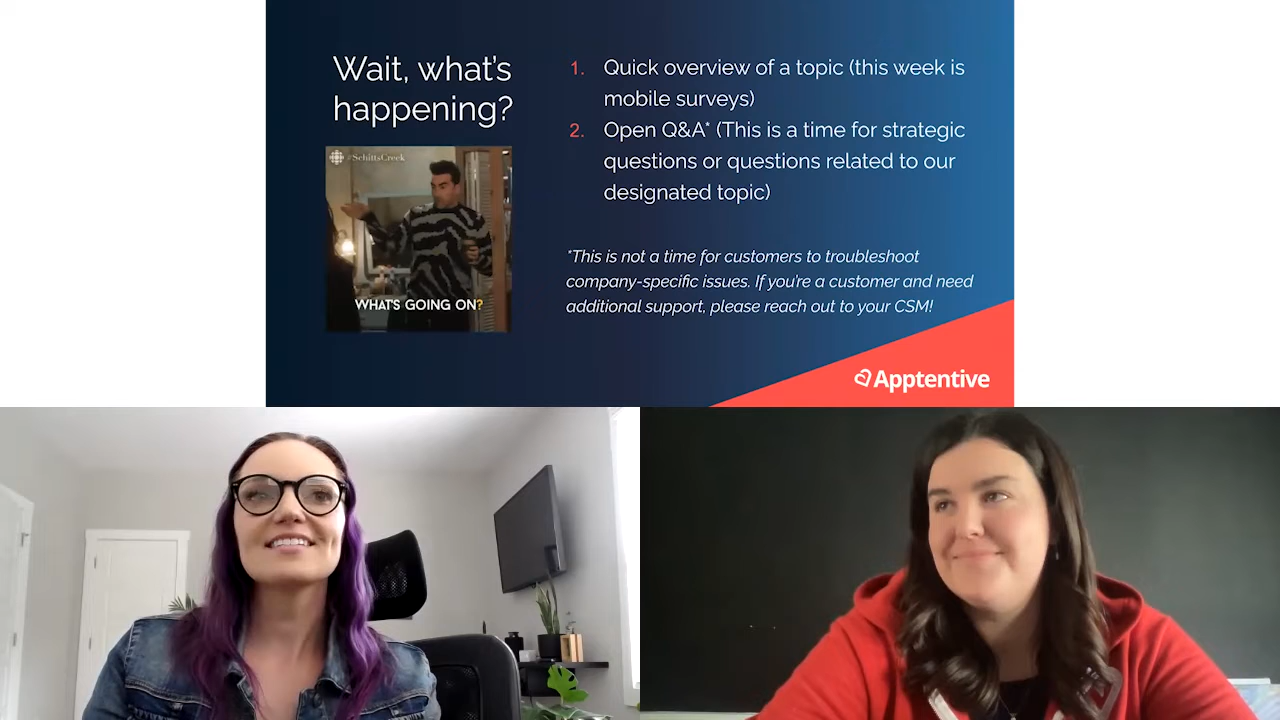 Wait, what's
happening?
#SchittsCreek
WHAT'S GOING ON?
1. Quick overview of a topic (this week is
mobile surveys)
2. Open Q&A* (This is a time for strategic
questions or questions related to our
designated topic)
*This is not a time for customers to troubleshoot
company-specific issues. If you're a customer and need
additional support, please reach out to your CSM!
Apptentive